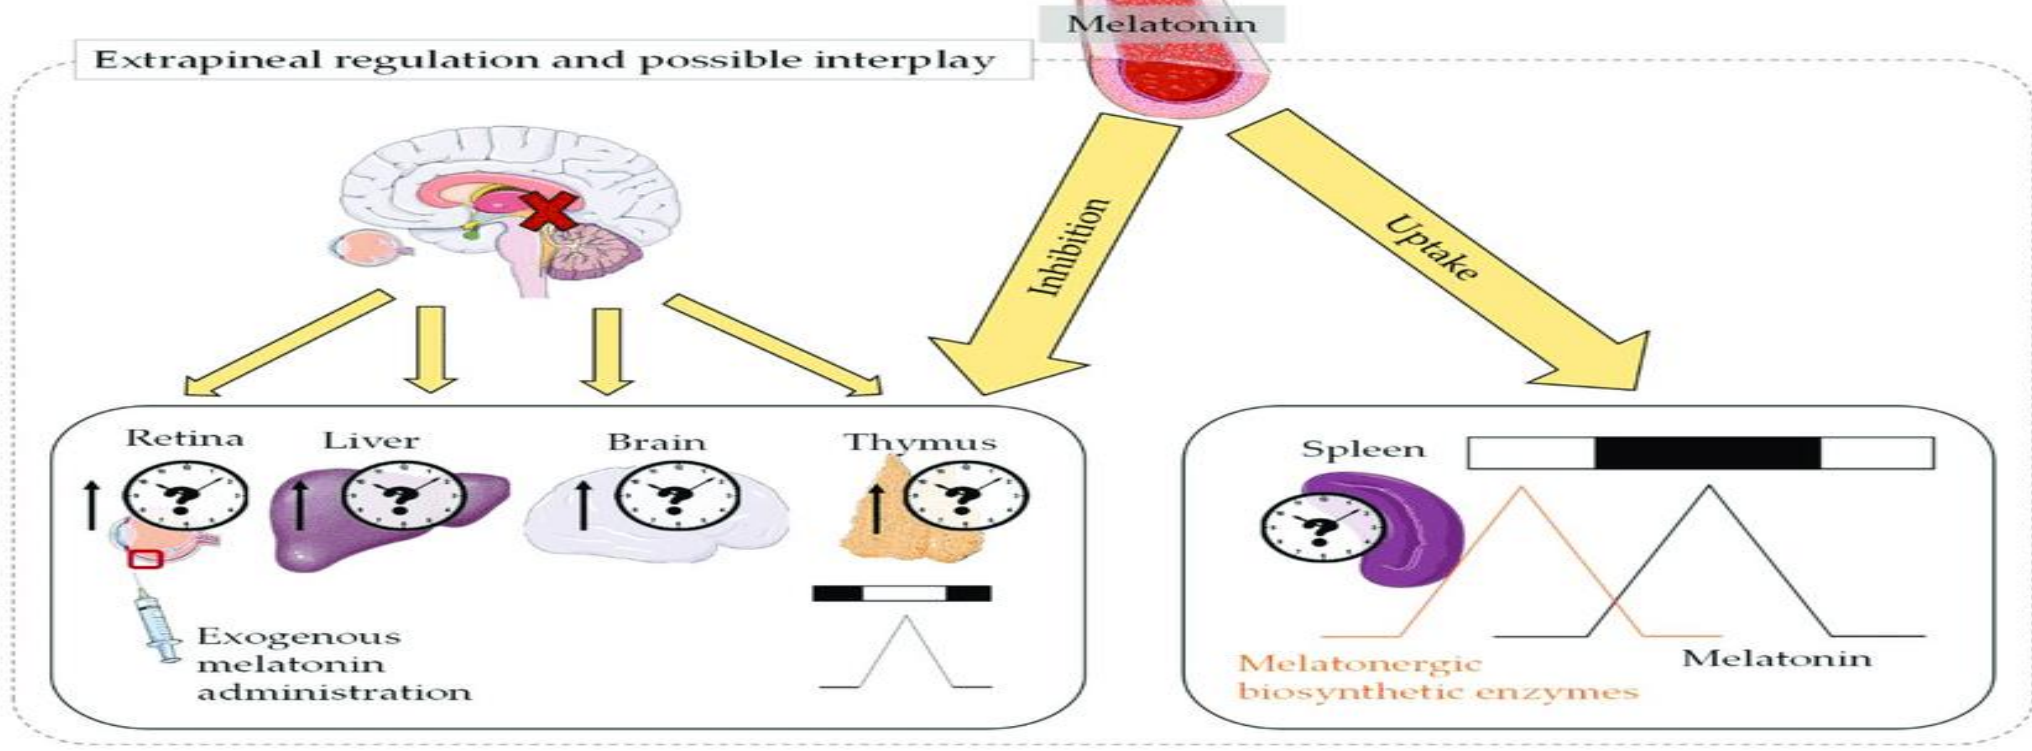 Melatonin
Extrapineal regulation and possible interplay
Inhibition
Uptake
Retina
Liver
Brain
Thymus
?
?
?
?
Exogenous
melatonin
administration
Spleen
?
Melatonergic
biosynthetic enzymes
Melatonin